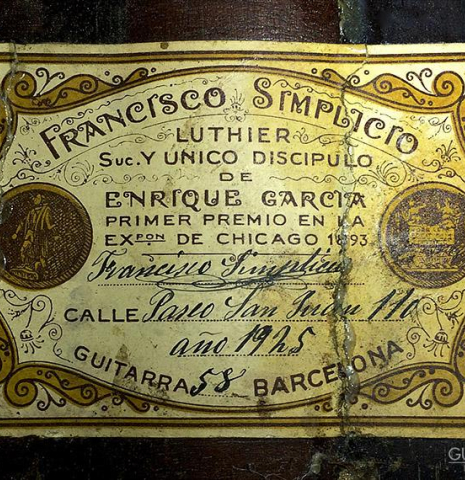 FRANCISCO SIMPLICIO
LUTHIER
Suc. Y UNICO DISCIPULO
DE
ENRIQUE GARCIA
PRIMER PREMIO EN LA
EXPON DE CHICAGO 1893
Francisco Simplicio
CALLE Paseo San Juan 110
año 1925
GUITARRA 58 BARCELONA
GU